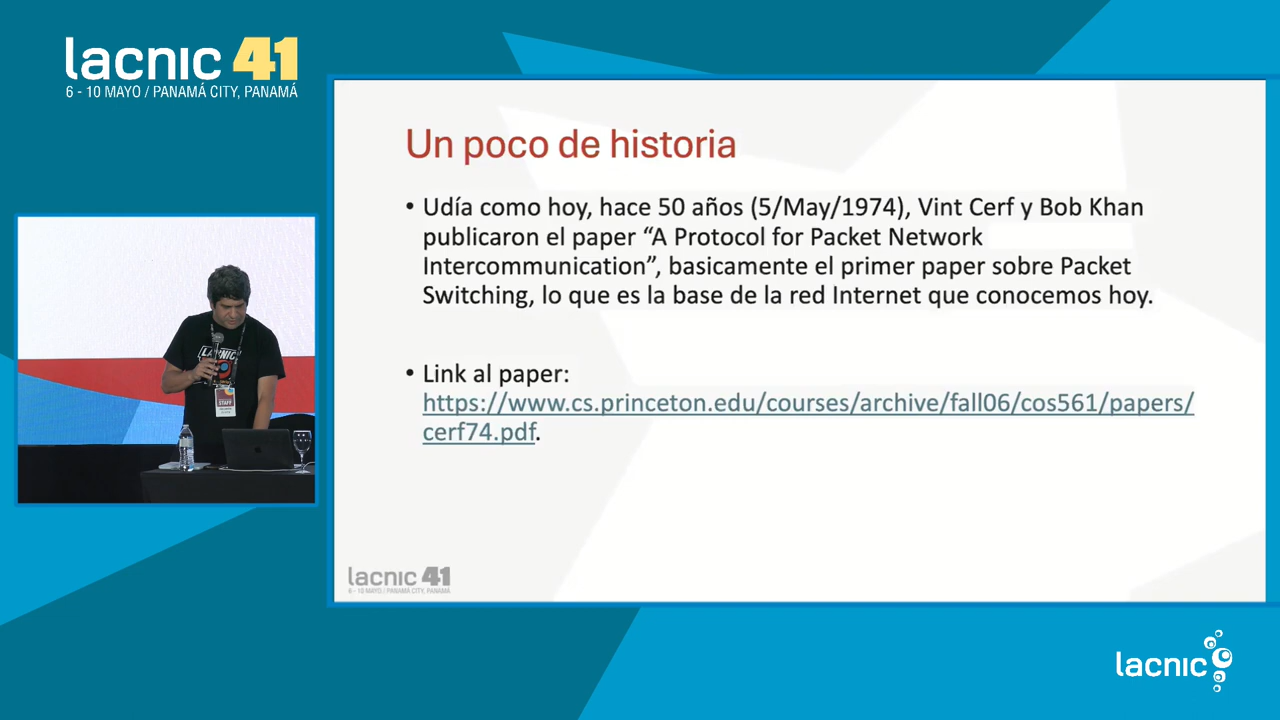 lacnic 41
6 - 10 MAYO / PANAMÁ CITY, PANAMÁ
Un poco de historia
• Udía como hoy, hace 50 años (5/May/1974), Vint Cerf y Bob Khan
publicaron el paper “A Protocol for Packet Network
Intercommunication”, basicamente el primer paper sobre Packet
Switching, lo que es la base de la red Internet que conocemos hoy.
• Link al paper:
https://www.cs.princeton.edu/courses/archive/fall06/cos561/papers/
cerf74.pdf.
LACNIC
STAFF
lacnic 41
6 - 10 MAYO / PANAMÁ CITY, PANAMÁ
lacnic